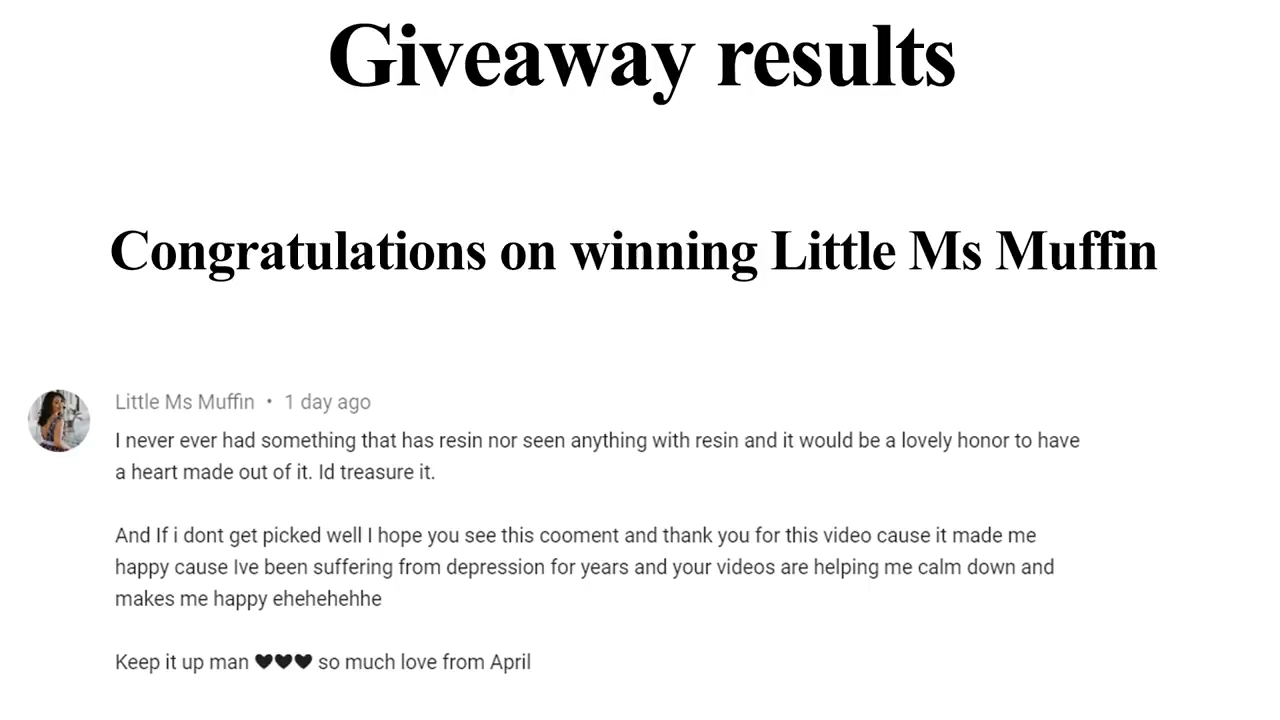 Giveaway results
Congratulations on winning Little Ms Muffin
Little Ms Muffin • 1 day ago
I never ever had something that has resin nor seen anything with resin and it would be a lovely honor to have
a heart made out of it. Id treasure it.
And If i dont get picked well I hope you see this cooment and thank you for this video cause it made me
happy cause Ive been suffering from depression for years and your videos are helping me calm down and
makes me happy ehehehehhe
Keep it up man 🖤🖤🖤 so much love from April